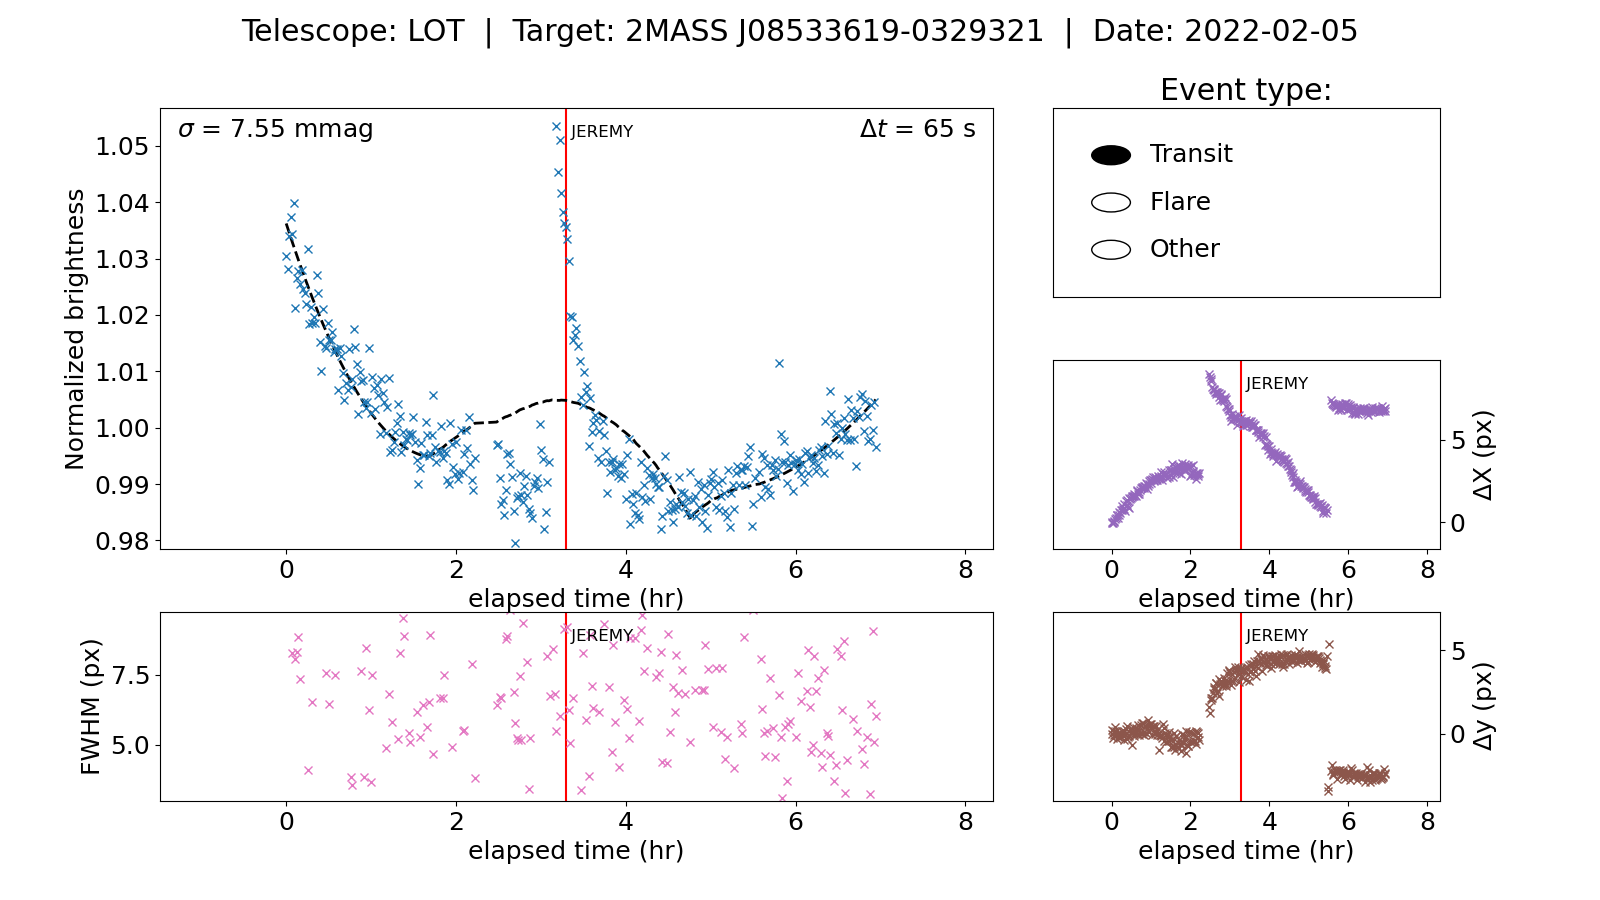 Telescope: LOT | Target: 2MASS J08533619-0329321 | Date: 2022-02-05
Event type:
σ = 7.55 mmag
JEREMY
Δt = 65 s
Transit
Flare
Other
Normalized brightness
1.05
1.04
1.03
1.02
1.01
1.00
0.99
0.98
0 2 4 6 8
elapsed time (hr)
JEREMY
ΔX (px)
5
0
0 2 4 6 8
elapsed time (hr)
FWHM (px)
7.5
5.0
JEREMY
0 2 4 6 8
elapsed time (hr)
JEREMY
Δy (px)
5
0
0 2 4 6 8
elapsed time (hr)